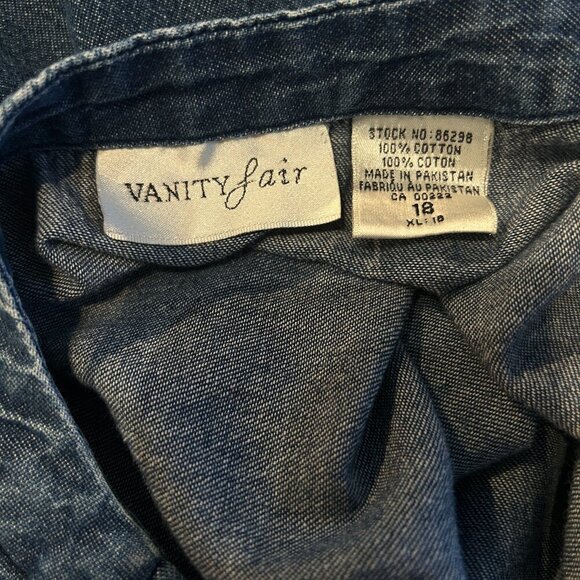 VANITY fair
STOCK NO: 86298
100% COTTON
100% COTON
MADE IN PAKISTAN
FABRIQU AU PAKISTAN
CA 00222
18
XL: 18